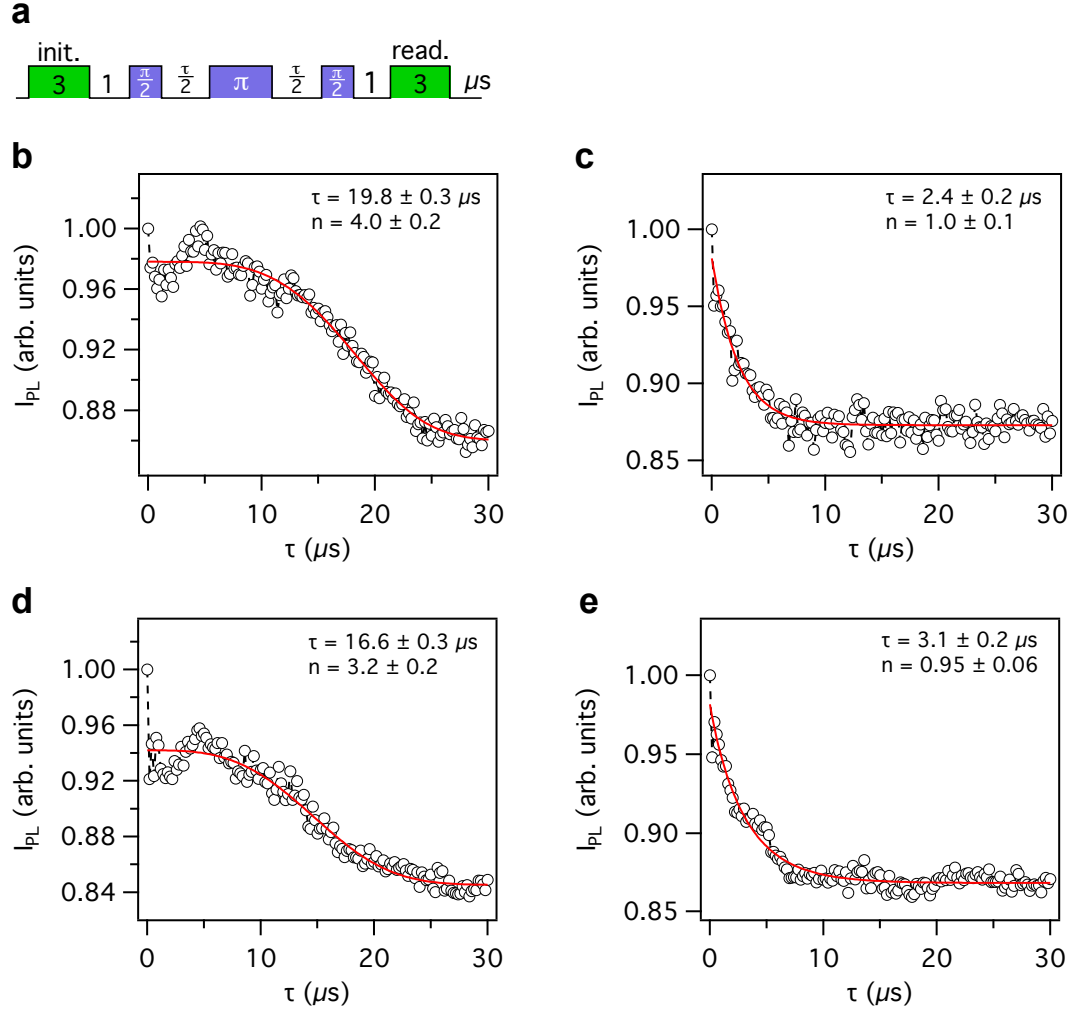 a
init. read.
3 1 π/2 τ/2 π τ/2 π/2 1 3 µs
b
τ = 19.8 ± 0.3 µs
n = 4.0 ± 0.2
1.00
0.96
0.92
0.88
I_PL (arb. units)
0 10 20 30
τ (µs)
c
τ = 2.4 ± 0.2 µs
n = 1.0 ± 0.1
1.00
0.95
0.90
0.85
I_PL (arb. units)
0 10 20 30
τ (µs)
d
τ = 16.6 ± 0.3 µs
n = 3.2 ± 0.2
1.00
0.96
0.92
0.88
0.84
I_PL (arb. units)
0 10 20 30
τ (µs)
e
τ = 3.1 ± 0.2 µs
n = 0.95 ± 0.06
1.00
0.95
0.90
0.85
I_PL (arb. units)
0 10 20 30
τ (µs)